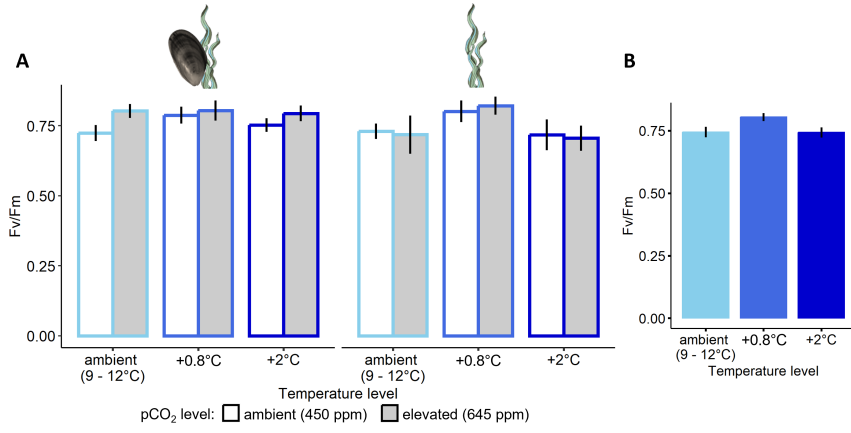 A
Fv/Fm
0.75
0.50
0.25
0.00
ambient
(9 - 12°C)
+0.8°C
+2°C
ambient
(9 - 12°C)
+0.8°C
+2°C
Temperature level
pCO₂ level: ambient (450 ppm) elevated (645 ppm)
B
Fv/Fm
0.75
0.50
0.25
0.00
ambient
(9 - 12°C)
+0.8°C
+2°C
Temperature level